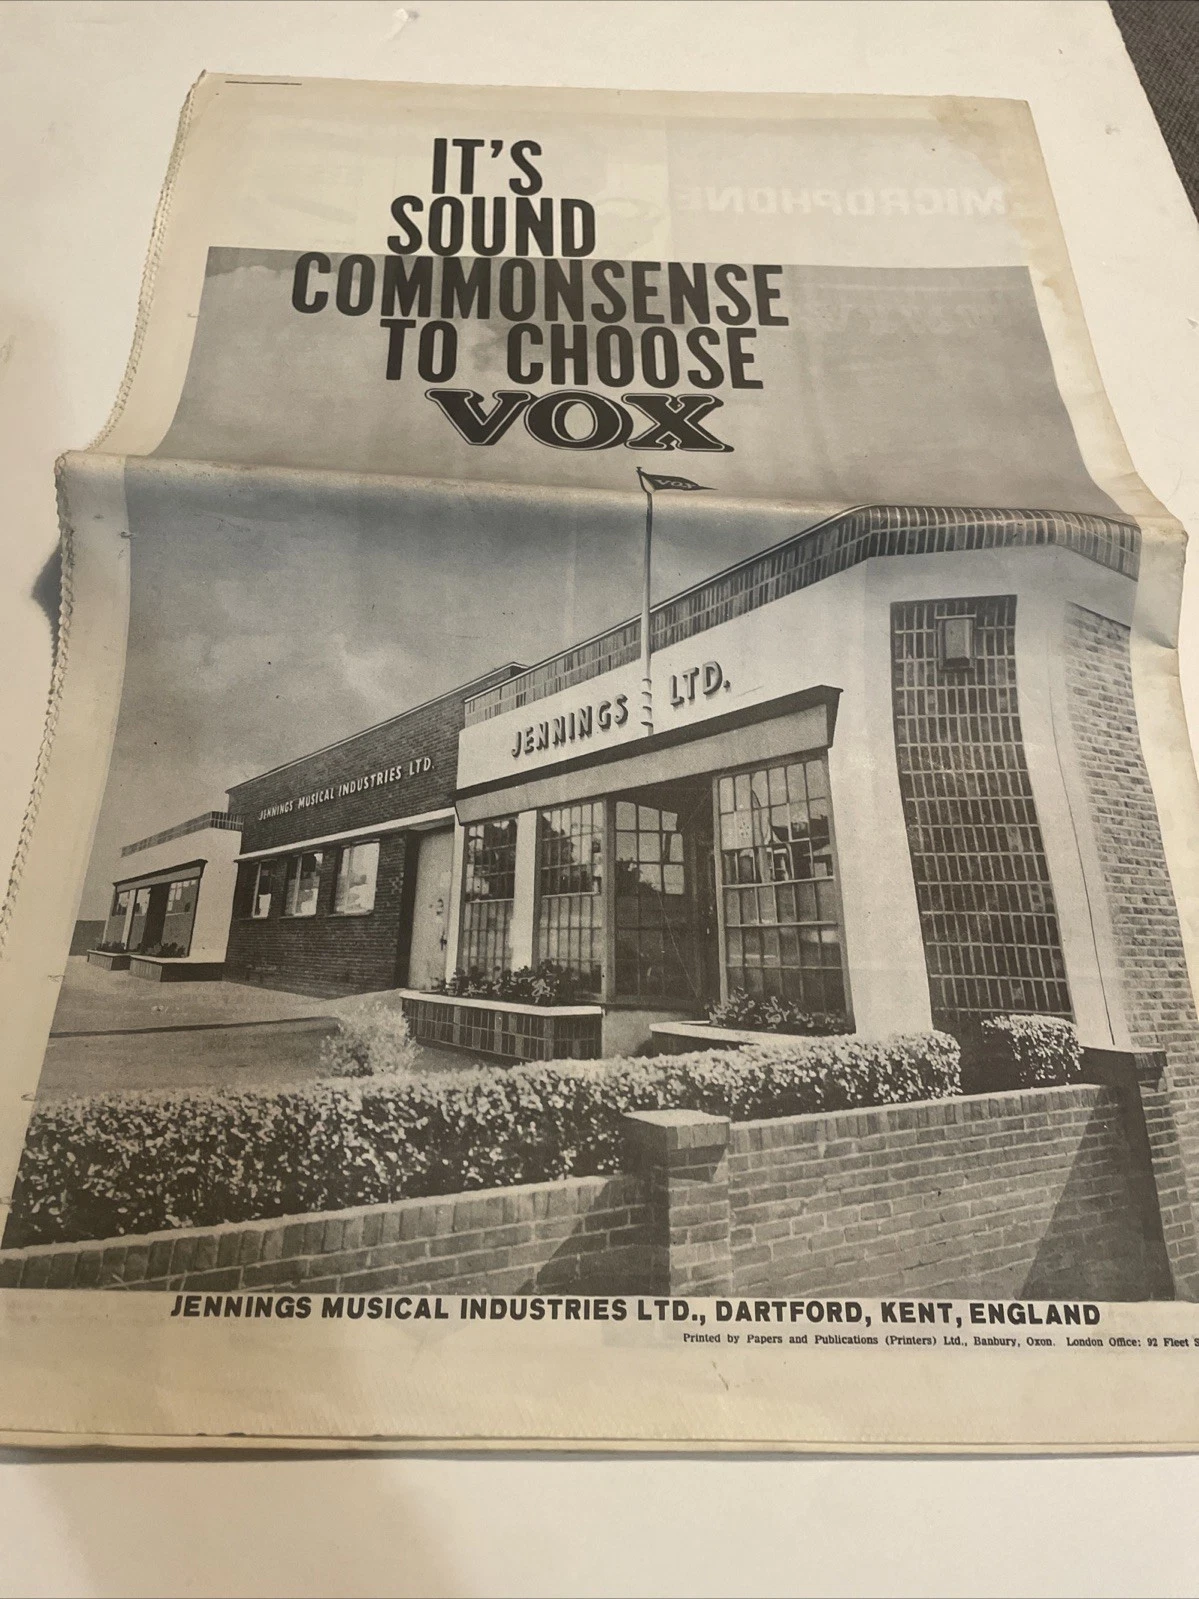 IT'S
SOUND
COMMONSENSE
TO CHOOSE
VOX
MICROPHONE
VOX
JENNINGS LTD.
JENNINGS MUSICAL INDUSTRIES LTD.
JENNINGS MUSICAL INDUSTRIES LTD., DARTFORD, KENT, ENGLAND
Printed by Papers and Publications (Printers) Ltd., Banbury, Oxon. London Office: 92 Fleet